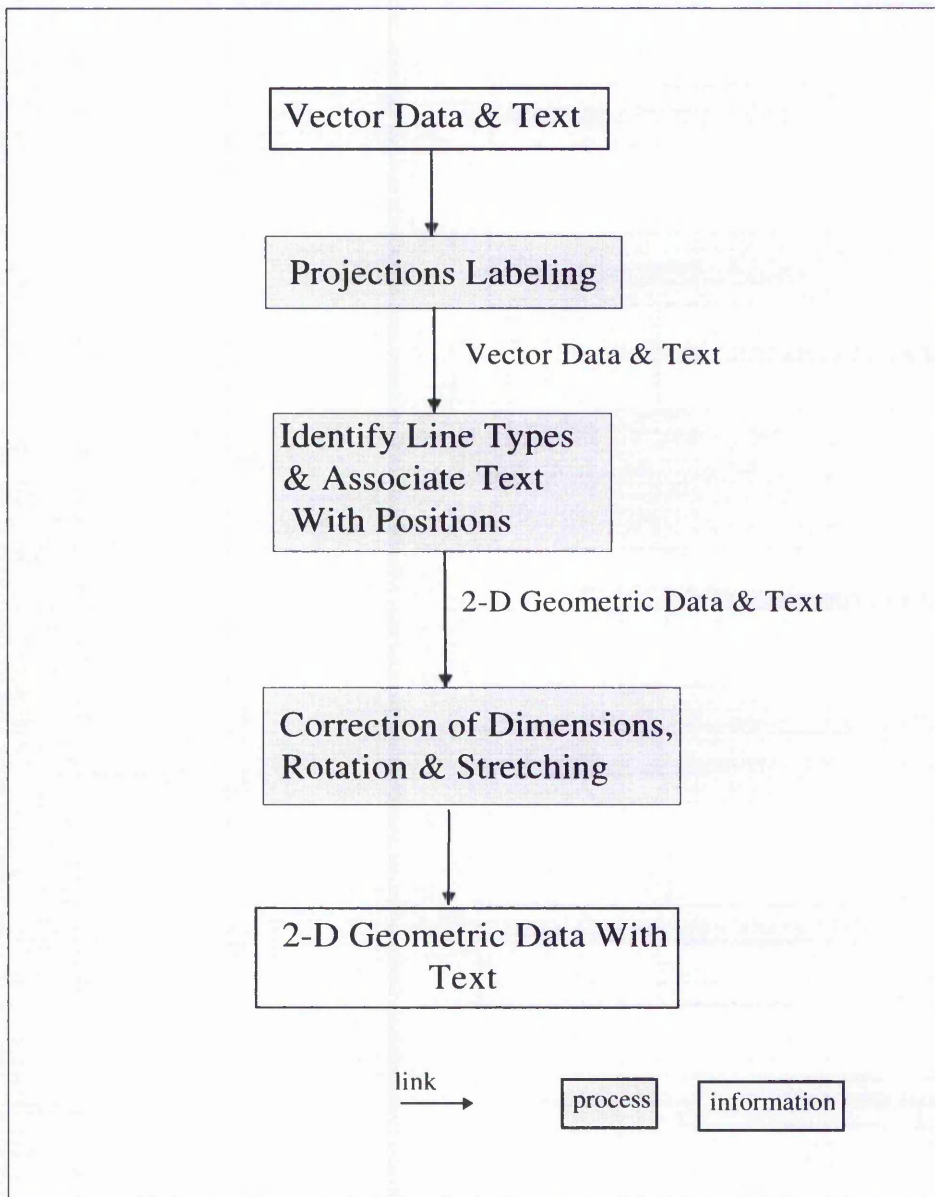 Vector Data & Text
Projections Labeling
Vector Data & Text
Identify Line Types
& Associate Text
With Positions
2-D Geometric Data & Text
Correction of Dimensions,
Rotation & Stretching
2-D Geometric Data With
Text
link
process
information